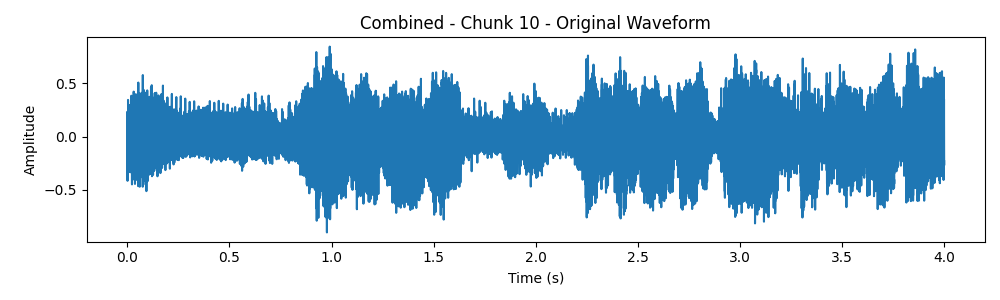 Combined - Chunk 10 - Original Waveform
Amplitude
0.5
0.0
−0.5
0.0 0.5 1.0 1.5 2.0 2.5 3.0 3.5 4.0
Time (s)